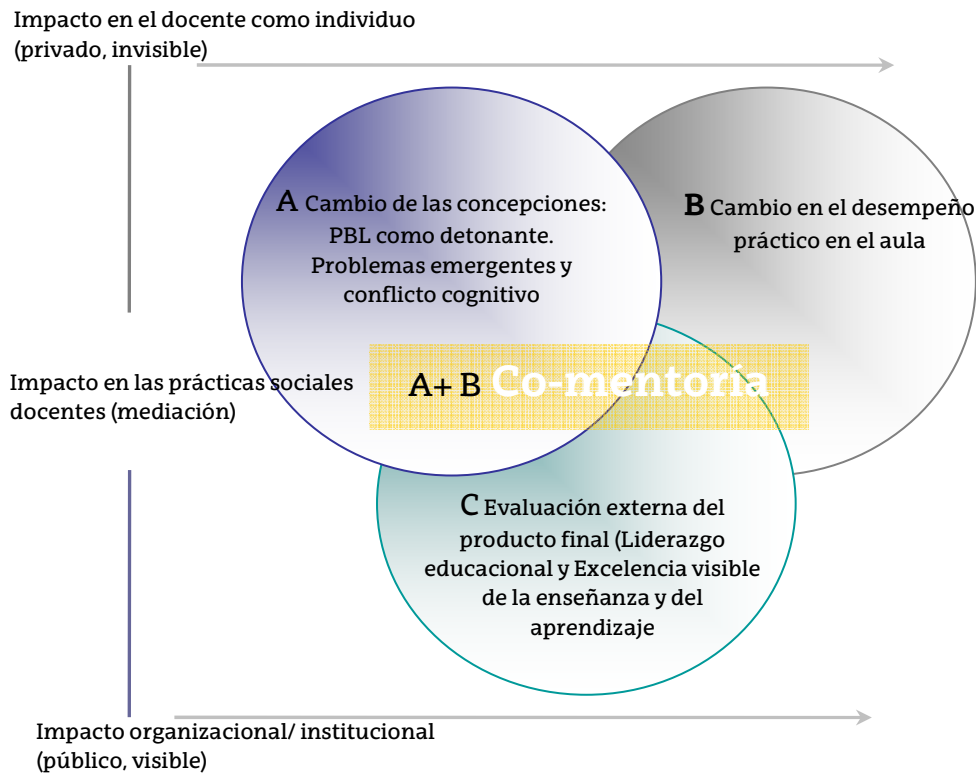 Impacto en el docente como individuo
(privado, invisible)
A Cambio de las concepciones:
PBL como detonante.
Problemas emergentes y
conflicto cognitivo
B Cambio en el desempeño
práctico en el aula
Impacto en las prácticas sociales
docentes (mediación)
A+ B Co-mentoría
C Evaluación externa del
producto final (Liderazgo
educacional y Excelencia visible
de la enseñanza y del
aprendizaje
Impacto organizacional/ institucional
(público, visible)